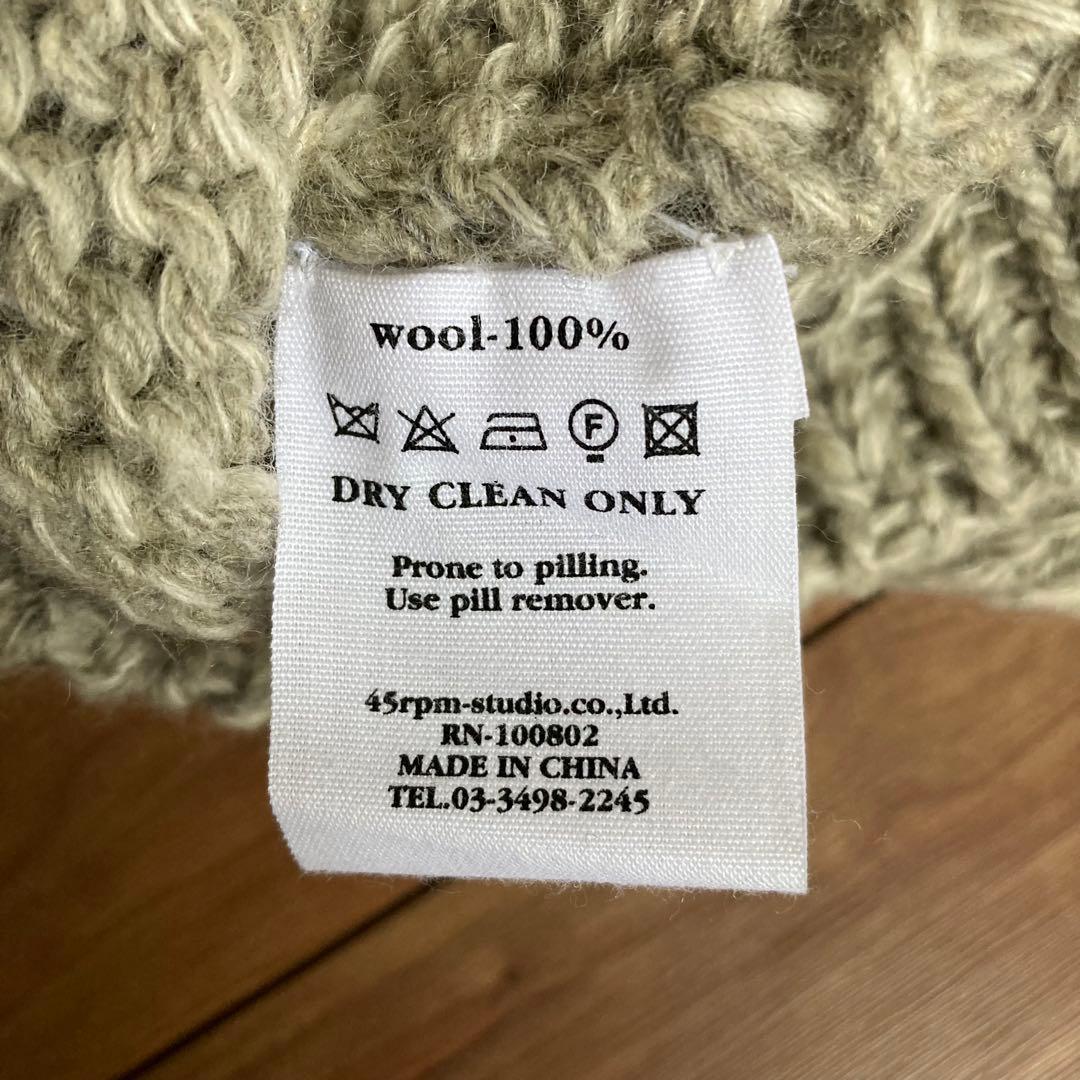 wool-100%
F
DRY CLEAN ONLY
Prone to pilling.
Use pill remover.
45rpm-studio.co.,Ltd.
RN-100802
MADE IN CHINA
TEL.03-3498-2245